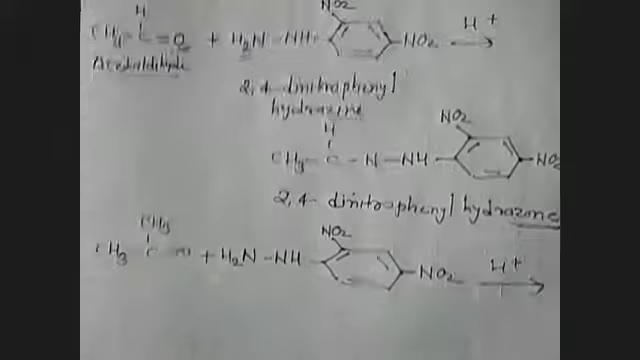 H NO2
CH3 C=O + H2N-NH- NO2 H+
Acetaldehyde
2,4-dinitrophenyl
hydrazine
H NO2
CH3-C-N-NH NO2
2,4-dinitrophenyl hydrazone
CH3 NO2
CH3 C + H2N-NH NO2 H+